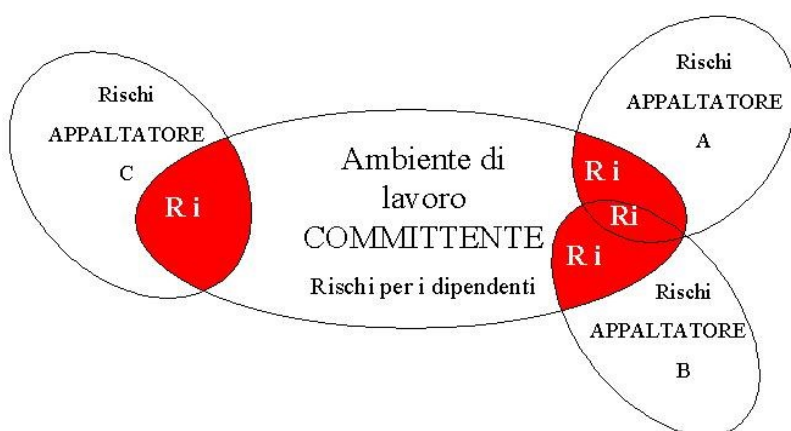 Rischi
APPALTATORE
C
R i
Ambiente di
lavoro
COMMITTENTE
Rischi per i dipendenti
Rischi
APPALTATORE
A
R i
Ri
R i
Rischi
APPALTATORE
B